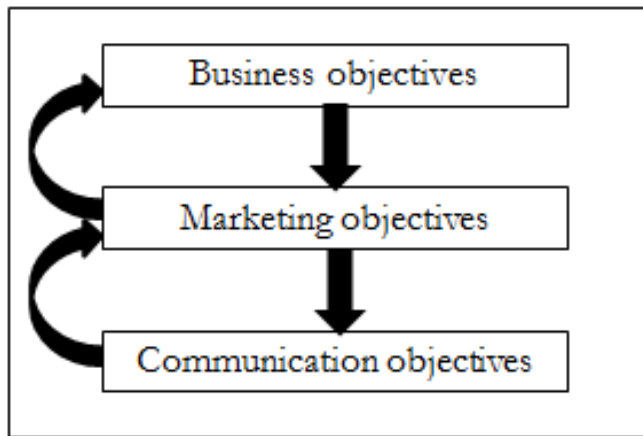 Business objectives
Marketing objectives
Communication objectives